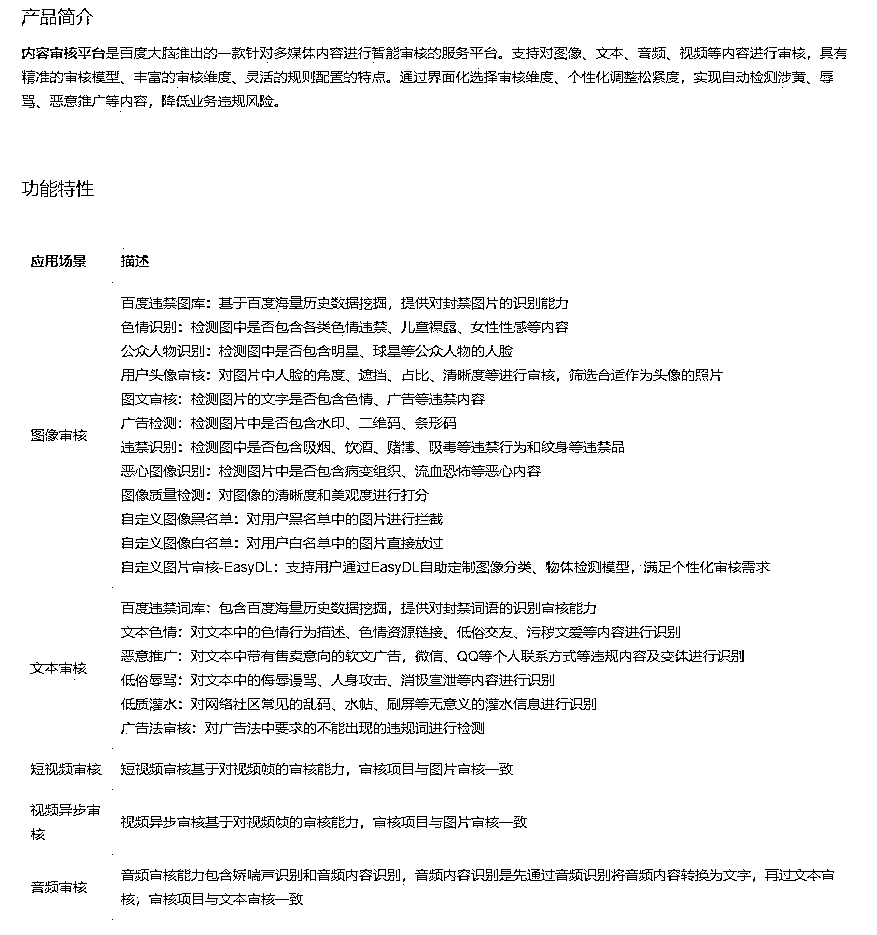 产品简介
内容审核平台是百度大脑推出的一款针对多媒体内容进行智能审核的服务平台。支持对图像、文本、音频、视频等内容进行审核，具有
精准的审核模型、丰富的审核维度、灵活的规则配置的特点。通过界面化选择审核维度、个性化调整松紧度，实现自动检测涉黄、辱
骂、恶意推广等内容，降低业务违规风险。
功能特性
应用场景 描述
图像审核
百度违禁图库：基于百度海量历史数据挖掘，提供对封禁图片的识别能力
色情识别：检测图中是否包含各类色情违禁、儿童裸露、女性性感等内容
公众人物识别：检测图中是否包含明星、球星等公众人物的人脸
用户头像审核：对图片中人脸的角度、遮挡、占比、清晰度等进行审核，筛选合适作为头像的照片
图文审核：检测图片的文字是否包含色情、广告等违禁内容
广告检测：检测图片中是否包含水印、二维码、条形码
违禁识别：检测图中是否包含吸烟、饮酒、赌博、吸毒等违禁行为和纹身等违禁品
恶心图像识别：检测图片中是否包含病变组织、流血恐怖等恶心内容
图像质量检测：对图像的清晰度和美观度进行打分
自定义图像黑名单：对用户黑名单中的图片进行拦截
自定义图像白名单：对用户白名单中的图片直接放过
自定义图片审核-EasyDL：支持用户通过EasyDL自助定制图像分类、物体检测模型，满足个性化审核需求
文本审核
百度违禁词库：包含百度海量历史数据挖掘，提供对封禁词语的识别审核能力
文本色情：对文本中的色情行为描述、色情资源链接、低俗交友、污秽文爱等内容进行识别
恶意推广：对文本中带有售卖意向的软文广告，微信、QQ等个人联系方式等违规内容及变体进行识别
低俗辱骂：对文本中的侮辱谩骂、人身攻击、消极宣泄等内容进行识别
低质灌水：对网络社区常见的乱码、水帖、刷屏等无意义的灌水信息进行识别
广告法审核：对广告法中要求的不能出现的违规词进行检测
短视频审核 短视频审核基于对视频帧的审核能力，审核项目与图片审核一致
视频异步审
核
视频异步审核基于对视频帧的审核能力，审核项目与图片审核一致
音频审核
音频审核能力包含娇喘声识别和音频内容识别，音频内容识别是先通过音频识别将音频内容转换为文字，再过文本审
核；审核项目与文本审核一致